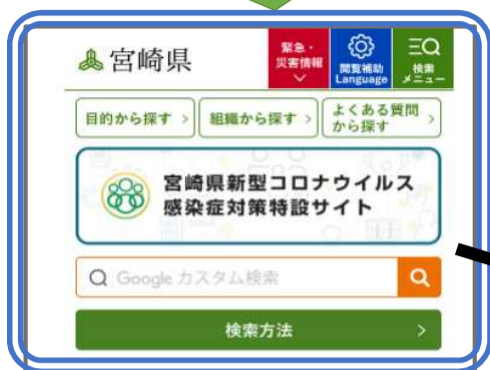 宮崎県
緊急・
災害情報
閲覧補助
Language
検索
メニュー
目的から探す
組織から探す
よくある質問
から探す
宮崎県新型コロナウイルス
感染症対策特設サイト
Google カスタム検索
検索方法